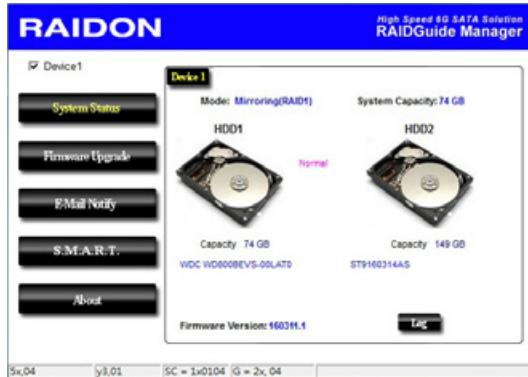 RAIDON
High Speed 6G SATA Solution
RAIDGuide Manager
Device1
System Status
Firmware Upgrade
E-Mail Notify
S.M.A.R.T.
About
Device 1
Mode: Mirroring(RAID1) System Capacity: 74 GB
HDD1 HDD2
Normal
Capacity 74 GB Capacity 149 GB
WDC WD800BEVS-00LAT0 ST9160314AS
Firmware Version: 160311.1 Log
5x,04 y3,01 SC = 1x0104 G = 2x, 04